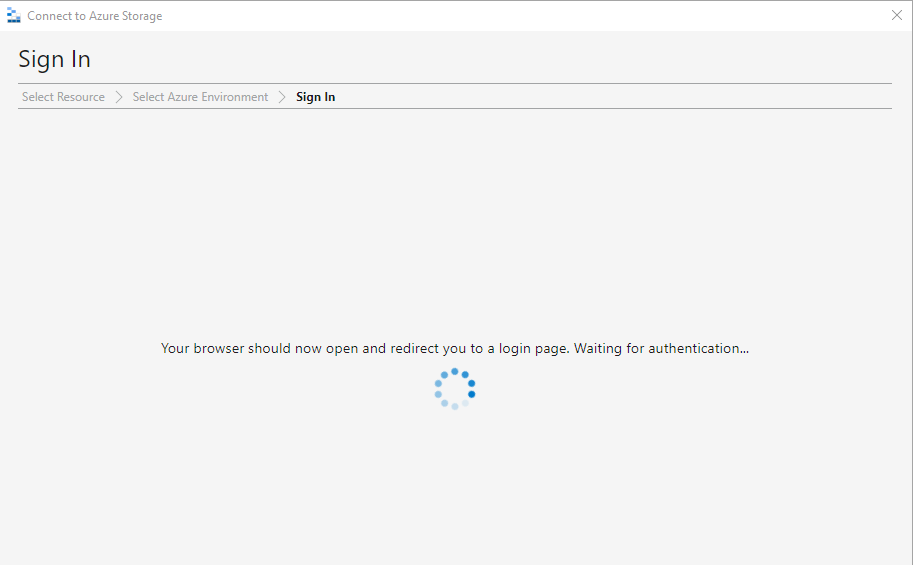 Connect to Azure Storage
Sign In
Select Resource Select Azure Environment Sign In
Your browser should now open and redirect you to a login page. Waiting for authentication...